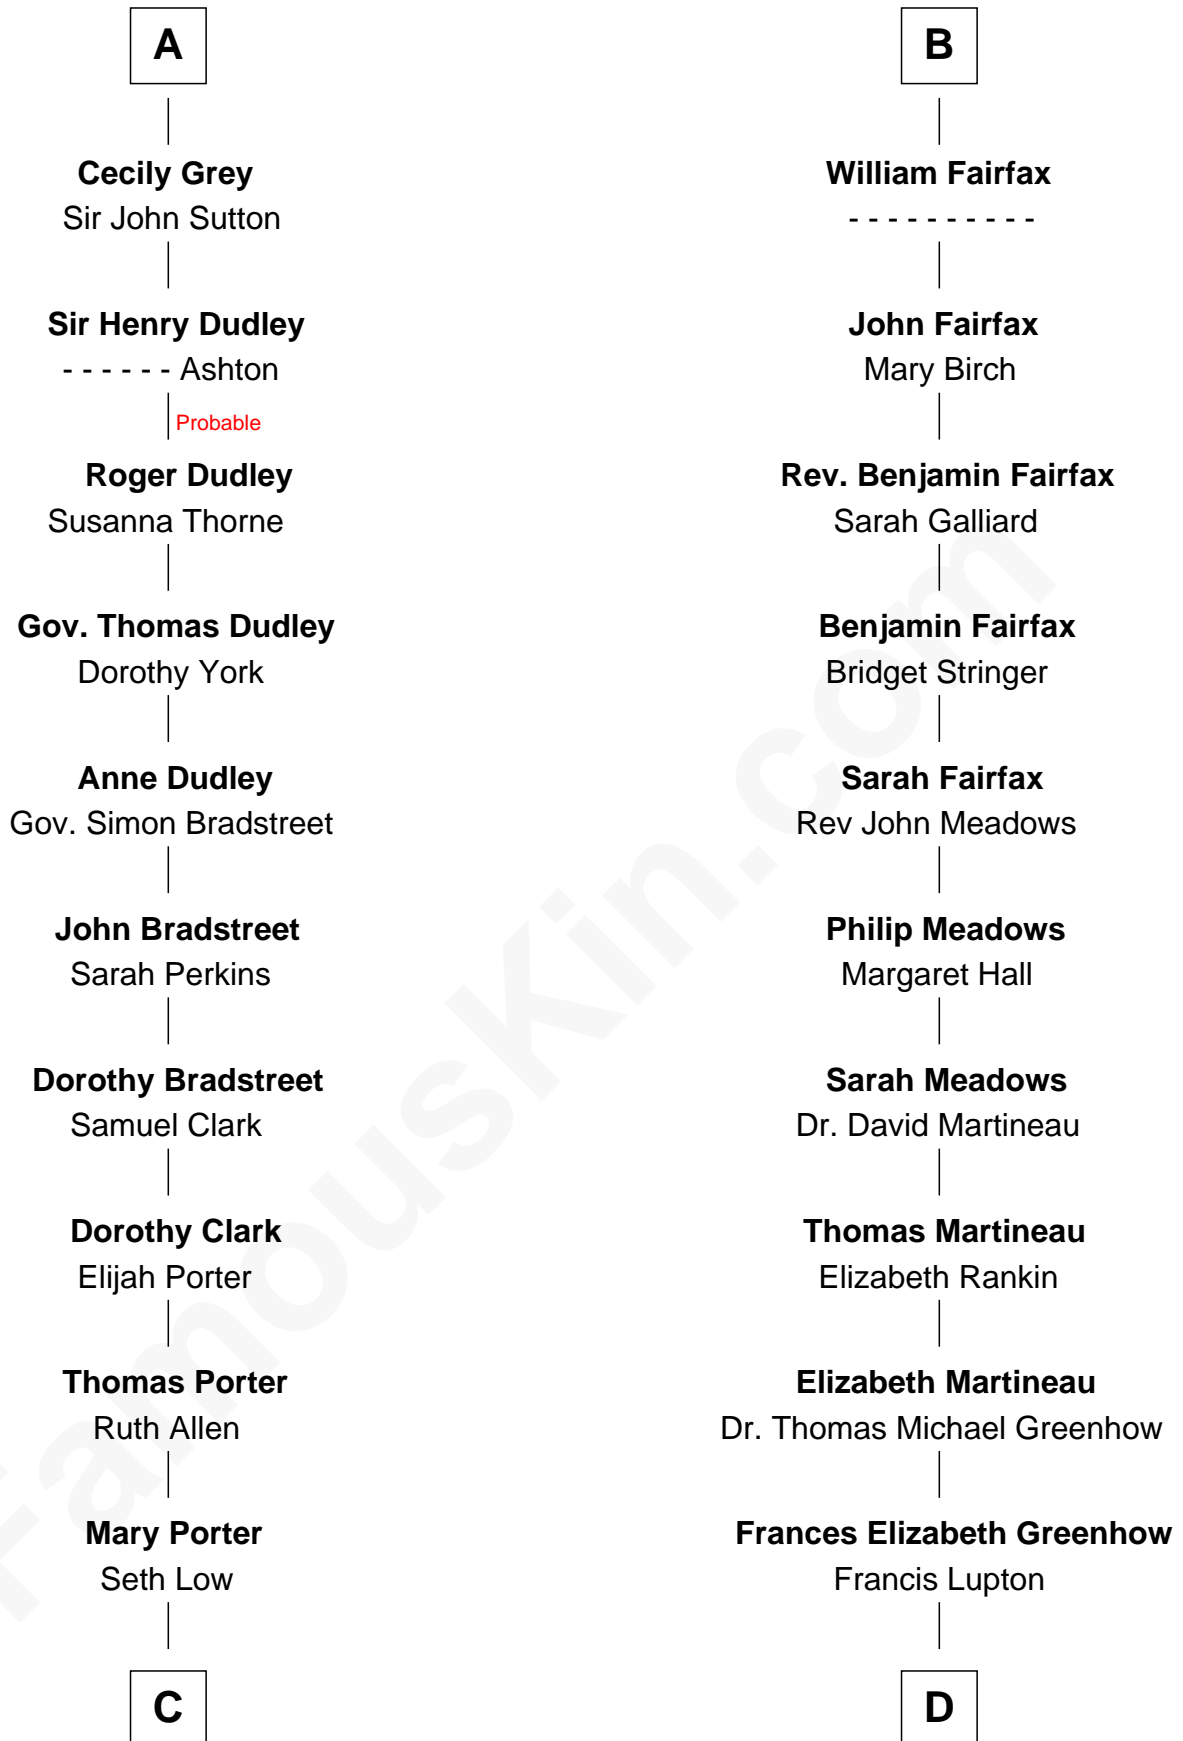 A
Cecily Grey
Sir John Sutton
Sir Henry Dudley
- - - - - - Ashton
Probable
Roger Dudley
Susanna Thorne
Gov. Thomas Dudley
Dorothy York
Anne Dudley
Gov. Simon Bradstreet
John Bradstreet
Sarah Perkins
Dorothy Bradstreet
Samuel Clark
Dorothy Clark
Elijah Porter
Thomas Porter
Ruth Allen
Mary Porter
Seth Low
C
B
William Fairfax
- - - - - - - - - -
John Fairfax
Mary Birch
Rev. Benjamin Fairfax
Sarah Galliard
Benjamin Fairfax
Bridget Stringer
Sarah Fairfax
Rev John Meadows
Philip Meadows
Margaret Hall
Sarah Meadows
Dr. David Martineau
Thomas Martineau
Elizabeth Rankin
Elizabeth Martineau
Dr. Thomas Michael Greenhow
Frances Elizabeth Greenhow
Francis Lupton
D
FamousKin.com